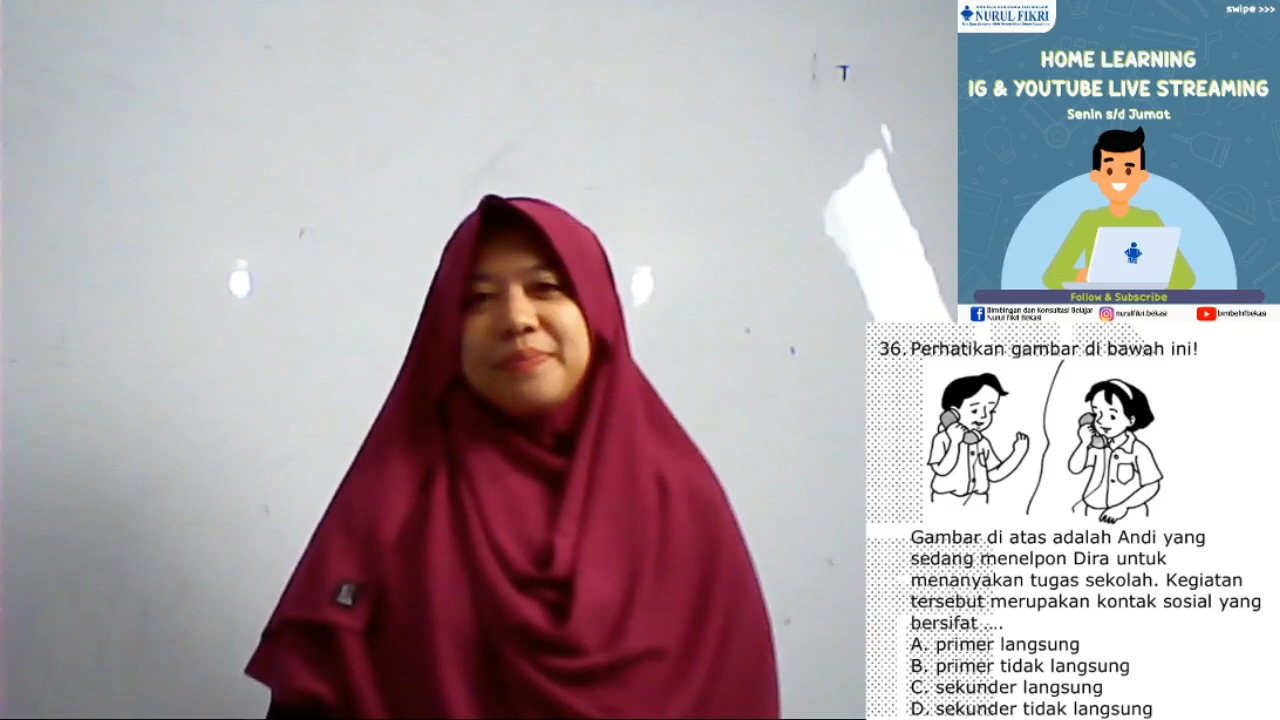 NURUL FIKRI
swipe >>>
HOME LEARNING
IG & YOUTUBE LIVE STREAMING
Senin s/d Jumat
Follow & Subscribe
Bimbingan dan Konsultasi Belajar
Nurul Fikri Bekasi
nurulfikri.bekasi
bimbelnfbekasi
T
36. Perhatikan gambar di bawah ini!
Gambar di atas adalah Andi yang
sedang menelpon Dira untuk
menanyakan tugas sekolah. Kegiatan
tersebut merupakan kontak sosial yang
bersifat ....
A. primer langsung
B. primer tidak langsung
C. sekunder langsung
D. sekunder tidak langsung